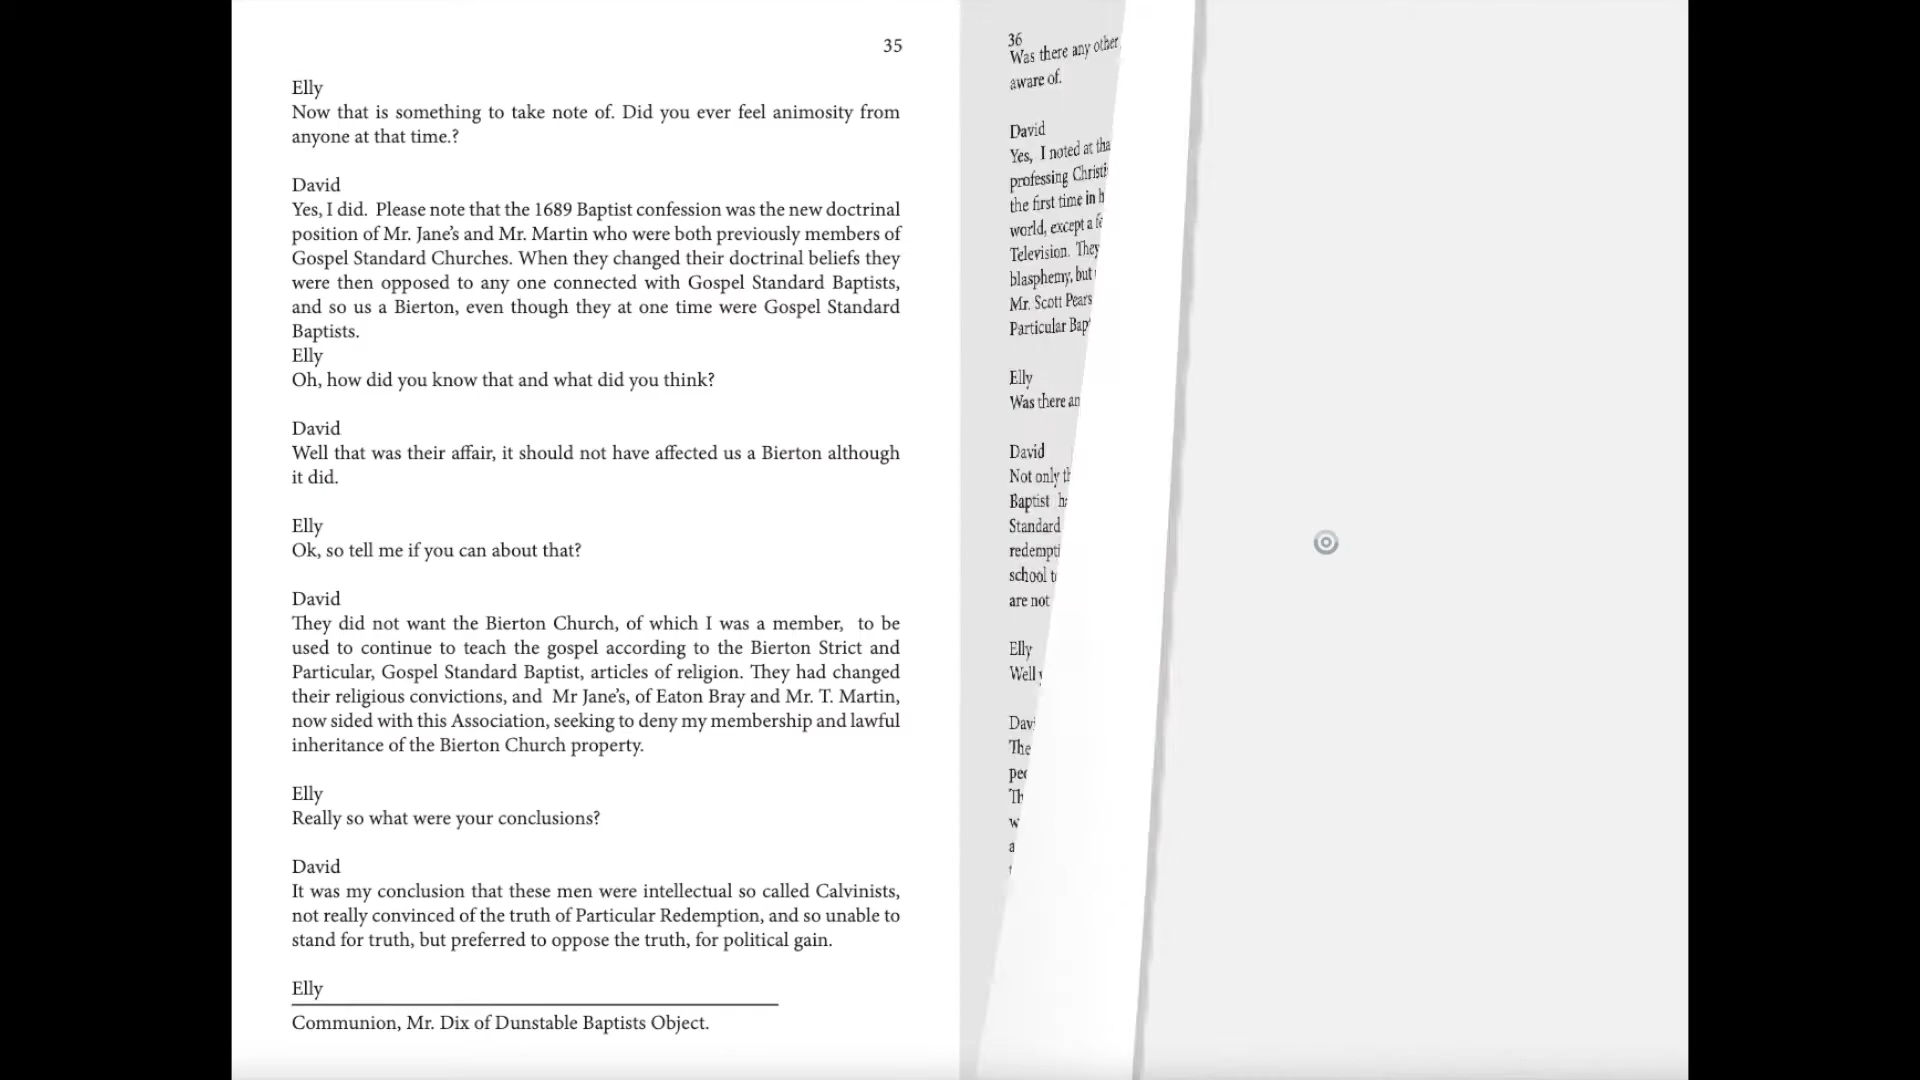 35
Elly
Now that is something to take note of. Did you ever feel animosity from
anyone at that time.?
David
Yes, I did. Please note that the 1689 Baptist confession was the new doctrinal
position of Mr. Jane's and Mr. Martin who were both previously members of
Gospel Standard Churches. When they changed their doctrinal beliefs they
were then opposed to any one connected with Gospel Standard Baptists,
and so us a Bierton, even though they at one time were Gospel Standard
Baptists.
Elly
Oh, how did you know that and what did you think?
David
Well that was their affair, it should not have affected us a Bierton although
it did.
Elly
Ok, so tell me if you can about that?
David
They did not want the Bierton Church, of which I was a member, to be
used to continue to teach the gospel according to the Bierton Strict and
Particular, Gospel Standard Baptist, articles of religion. They had changed
their religious convictions, and Mr Jane's, of Eaton Bray and Mr. T. Martin,
now sided with this Association, seeking to deny my membership and lawful
inheritance of the Bierton Church property.
Elly
Really so what were your conclusions?
David
It was my conclusion that these men were intellectual so called Calvinists,
not really convinced of the truth of Particular Redemption, and so unable to
stand for truth, but preferred to oppose the truth, for political gain.
Elly
Communion, Mr. Dix of Dunstable Baptists Object.
36
Was there any other
aware of.
David
Yes, I noted at
professing
the first time in
world, except a
Television. They
blasphemy, but
Mr. Scott
Particular
Elly
Was there
David
Not only
Baptist
Standard
school
are not
Elly
Well
The